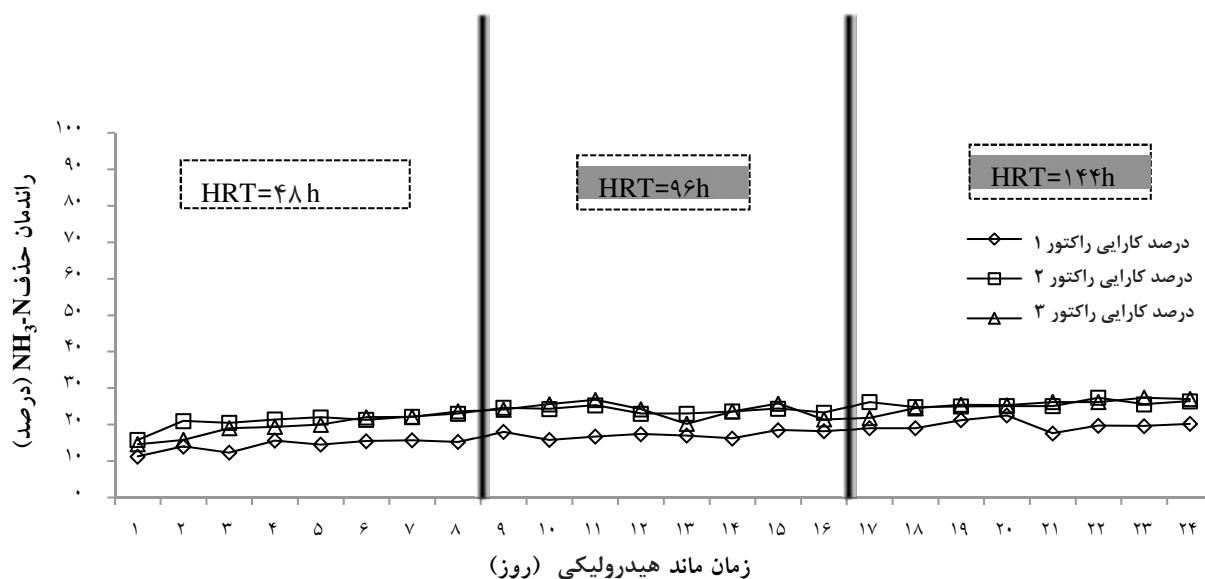 راندمان حذف NH3-N (درصد)
۱۰۰
۹۰
۸۰
۷۰
۶۰
۵۰
۴۰
۳۰
۲۰
۱۰
۰
HRT=۴۸h
HRT=۹۶h
HRT=۱۴۴h
درصد کارایی راکتور ۱
درصد کارایی راکتور ۲
درصد کارایی راکتور ۳
۱ ۲ ۳ ۴ ۵ ۶ ۷ ۸ ۹ ۱۰ ۱۱ ۱۲ ۱۳ ۱۴ ۱۵ ۱۶ ۱۷ ۱۸ ۱۹ ۲۰ ۲۱ ۲۲ ۲۳ ۲۴
زمان ماند هیدرولیکی (روز)